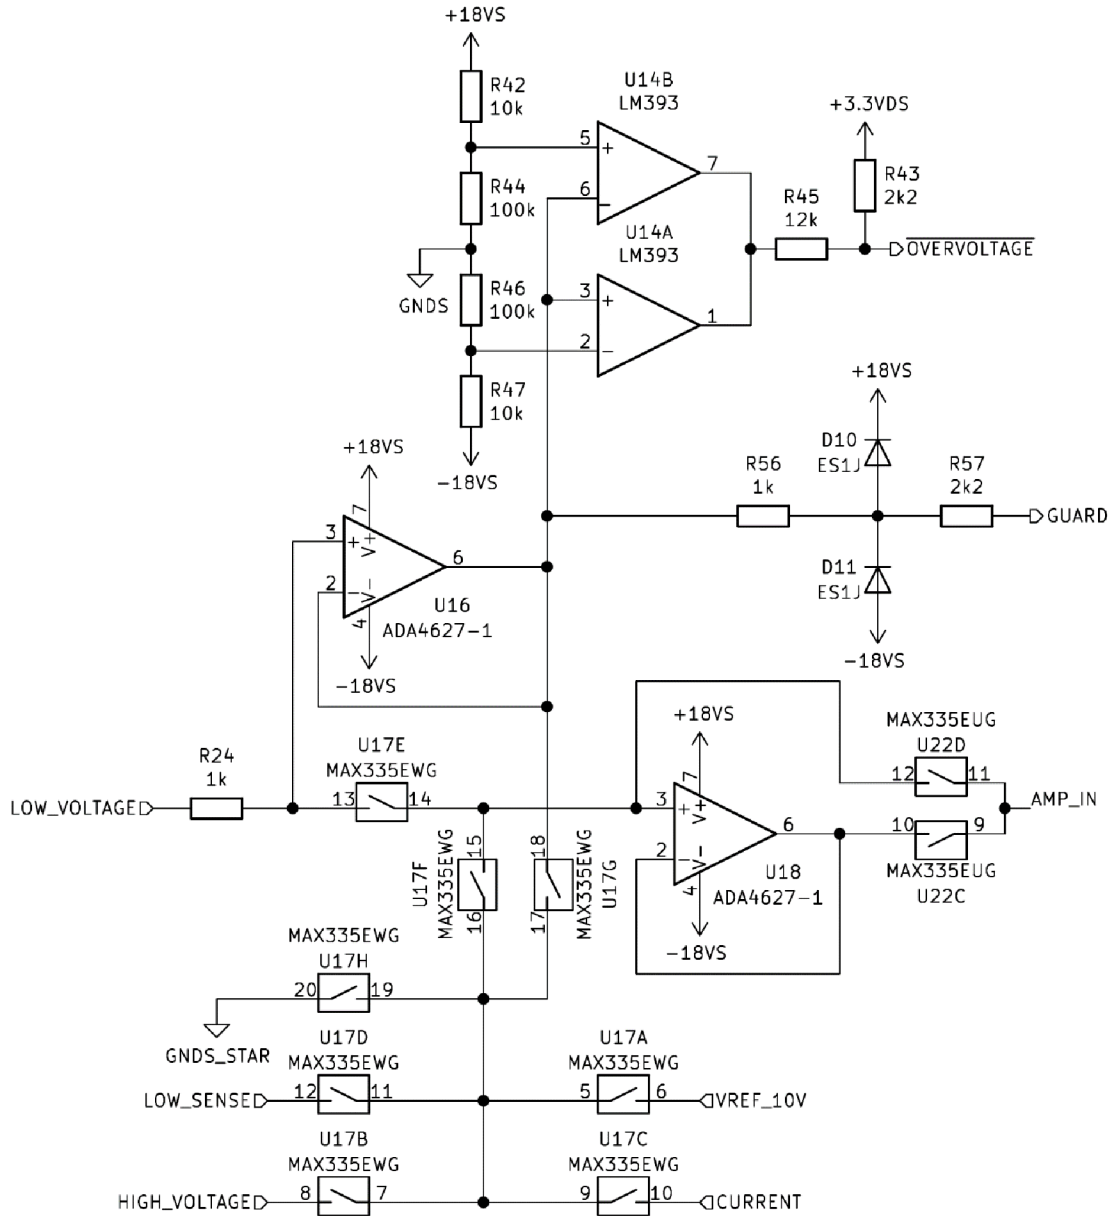 +18VS
R42
10k
U14B
LM393
+3.3VDS
5
+
7
R43
2k2
R44
100k
6
−
R45
12k
U14A
LM393
OVERVOLTAGE
GNDS
R46
100k
3
+
1
2
−
R47
10k
+18VS
+18VS
−18VS
D10
ES1J
R56
1k
R57
2k2
7
3
+
V+
6
GUARD
2
−
V-
4
U16
ADA4627-1
D11
ES1J
−18VS
−18VS
+18VS
MAX335EUG
U22D
R24
1k
U17E
MAX335EWG
7
12
11
LOW_VOLTAGE
13
14
3
+
V+
6
AMP_IN
10
9
2
−
V-
4
U18
ADA4627-1
MAX335EUG
U22C
15
U17F
MAX335EWG
16
18
MAX335EWG
U17G
17
−18VS
MAX335EWG
U17H
20
19
GNDS_STAR
U17D
MAX335EWG
U17A
MAX335EWG
LOW_SENSE
12
11
5
6
VREF_10V
U17B
MAX335EWG
U17C
MAX335EWG
HIGH_VOLTAGE
8
7
9
10
CURRENT